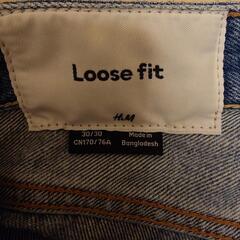 Loose fit
H&M
30/30
CN170/76A
Made in
Bangladesh